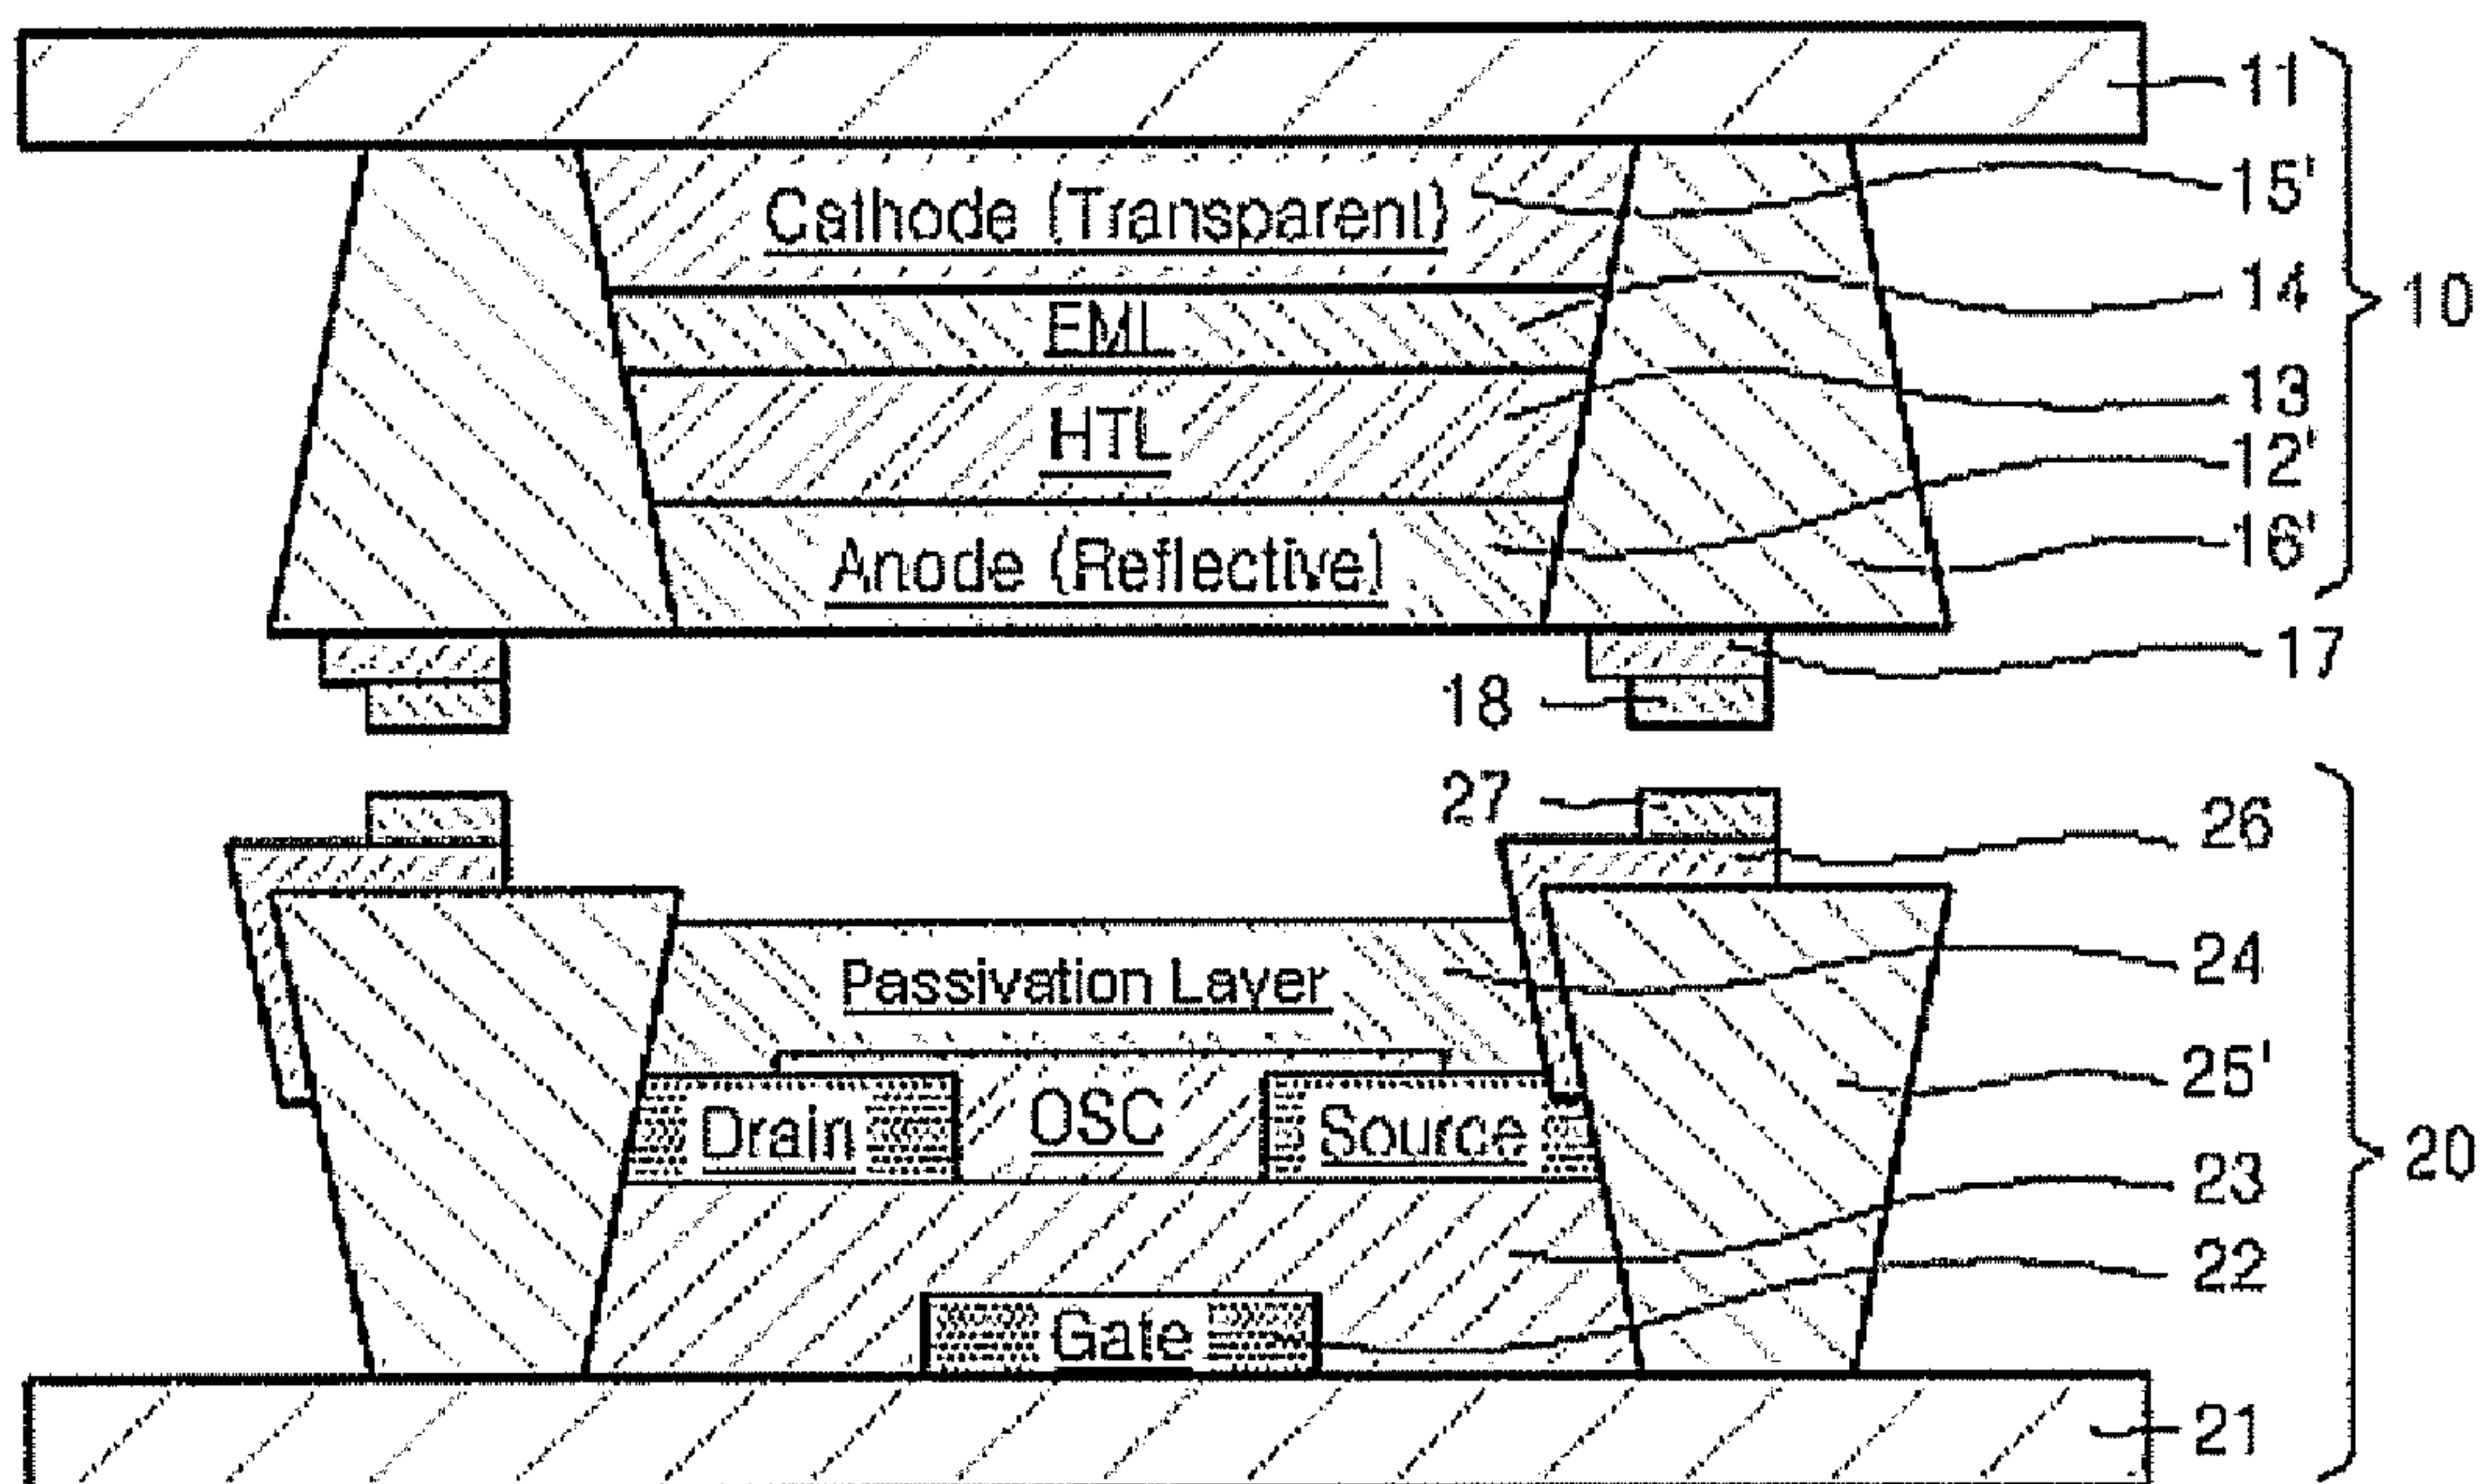 11
15'
Cathode (Transparent)
14
10
EML
13
HTL
12'
16'
Anode (Reflective)
17
18
27
26
24
Passivation Layer
25'
OSC
Drain
Source
20
23
22
Gate
21